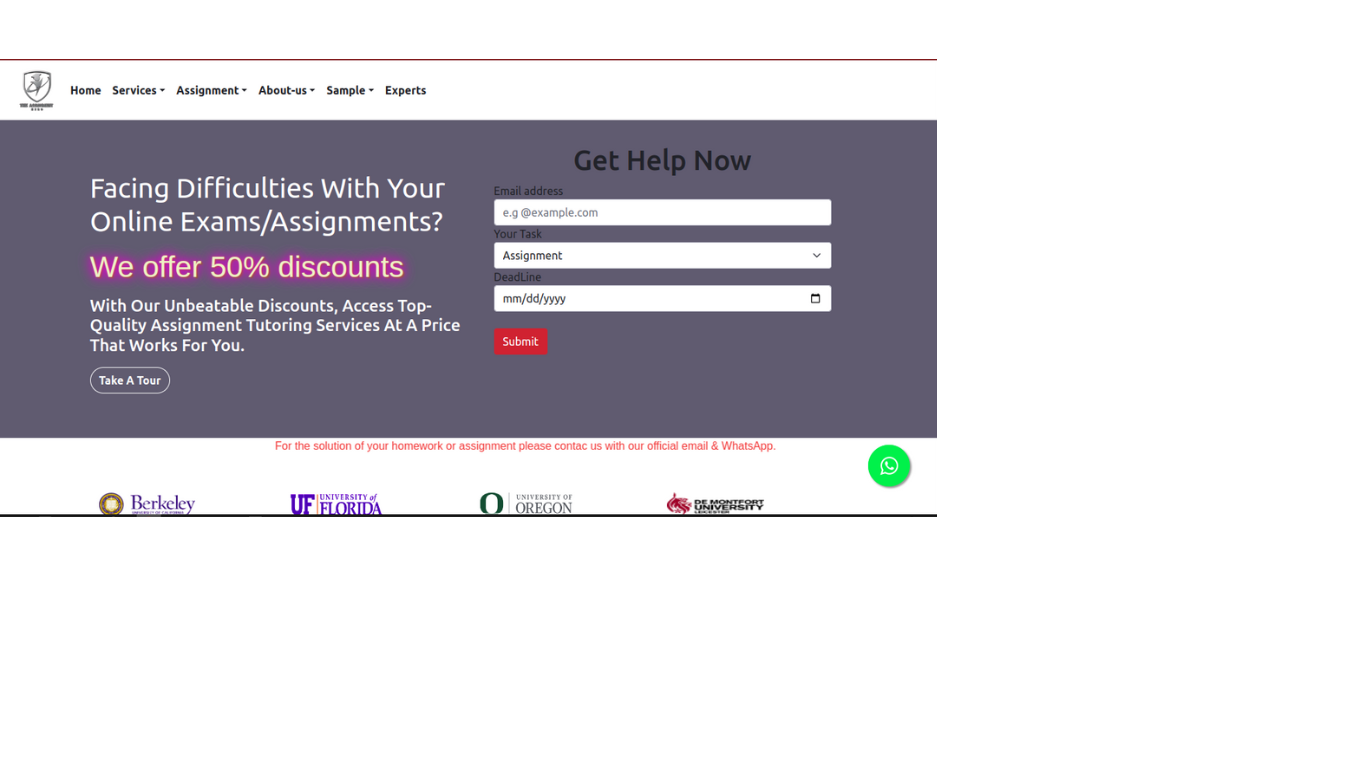 Home Services Assignment About-us Sample Experts
Facing Difficulties With Your
Online Exams/Assignments?
We offer 50% discounts
With Our Unbeatable Discounts, Access Top-
Quality Assignment Tutoring Services At A Price
That Works For You.
Take A Tour
Get Help Now
Email address
e.g @example.com
Your Task
Assignment
DeadLine
mm/dd/yyyy
Submit
For the solution of your homework or assignment please contac us with our official email & WhatsApp.
Berkeley
UNIVERSITY OF CALIFORNIA
UF UNIVERSITY of
FLORIDA
O UNIVERSITY OF
OREGON
DE MONTFORT
UNIVERSITY
LEICESTER